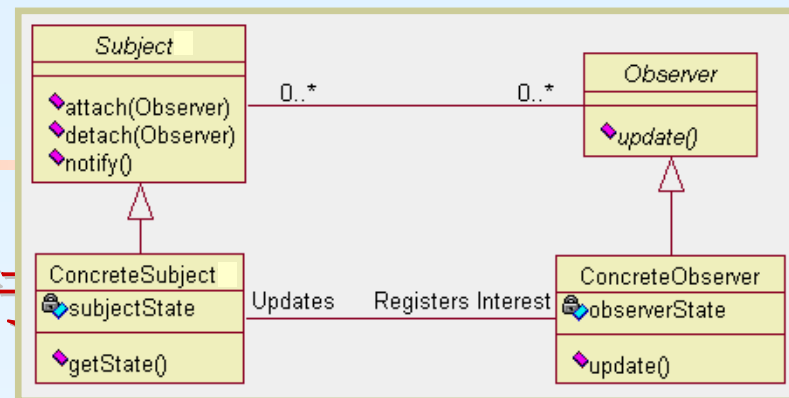 Subject
attach(Observer)
detach(Observer)
notify()
0..*
0..*
Observer
update()
ConcreteSubject
subjectState
getState()
Updates
Registers Interest
ConcreteObserver
observerState
update()